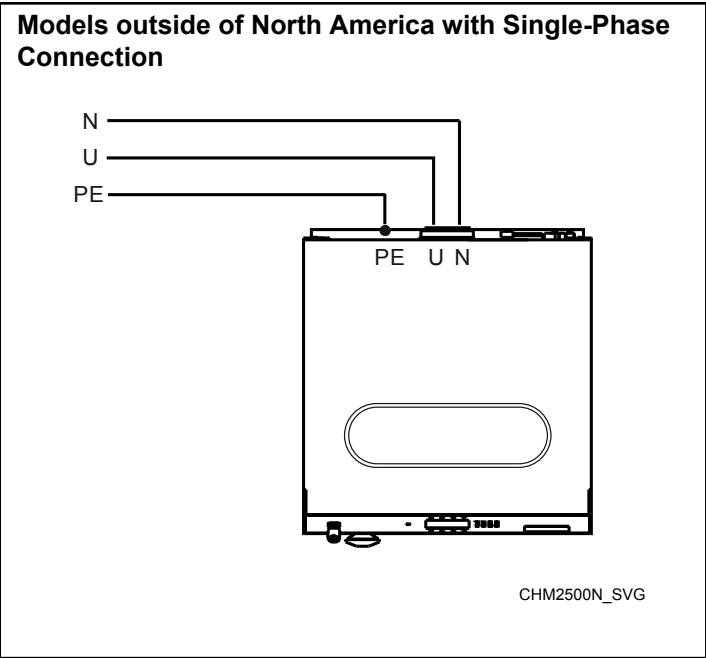 Models outside of North America with Single-Phase
Connection
N
U
PE
PE U N
CHM2500N_SVG